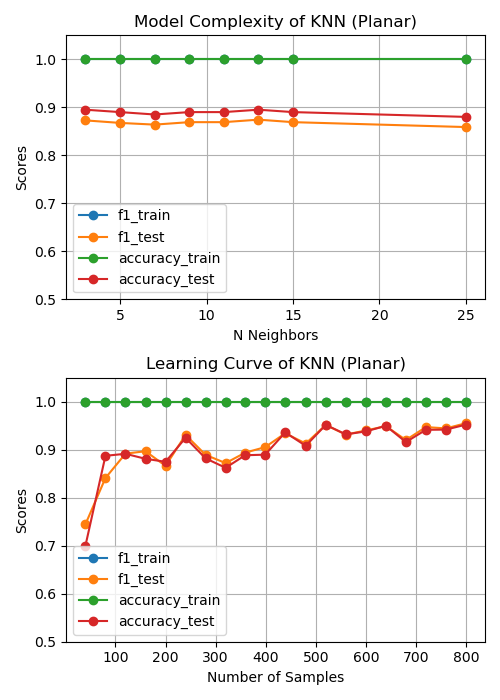 Model Complexity of KNN (Planar)
1.0
0.9
0.8
0.7
0.6
0.5
Scores
f1_train
f1_test
accuracy_train
accuracy_test
5 10 15 20 25
N Neighbors
Learning Curve of KNN (Planar)
1.0
0.9
0.8
0.7
0.6
0.5
Scores
f1_train
f1_test
accuracy_train
accuracy_test
100 200 300 400 500 600 700 800
Number of Samples